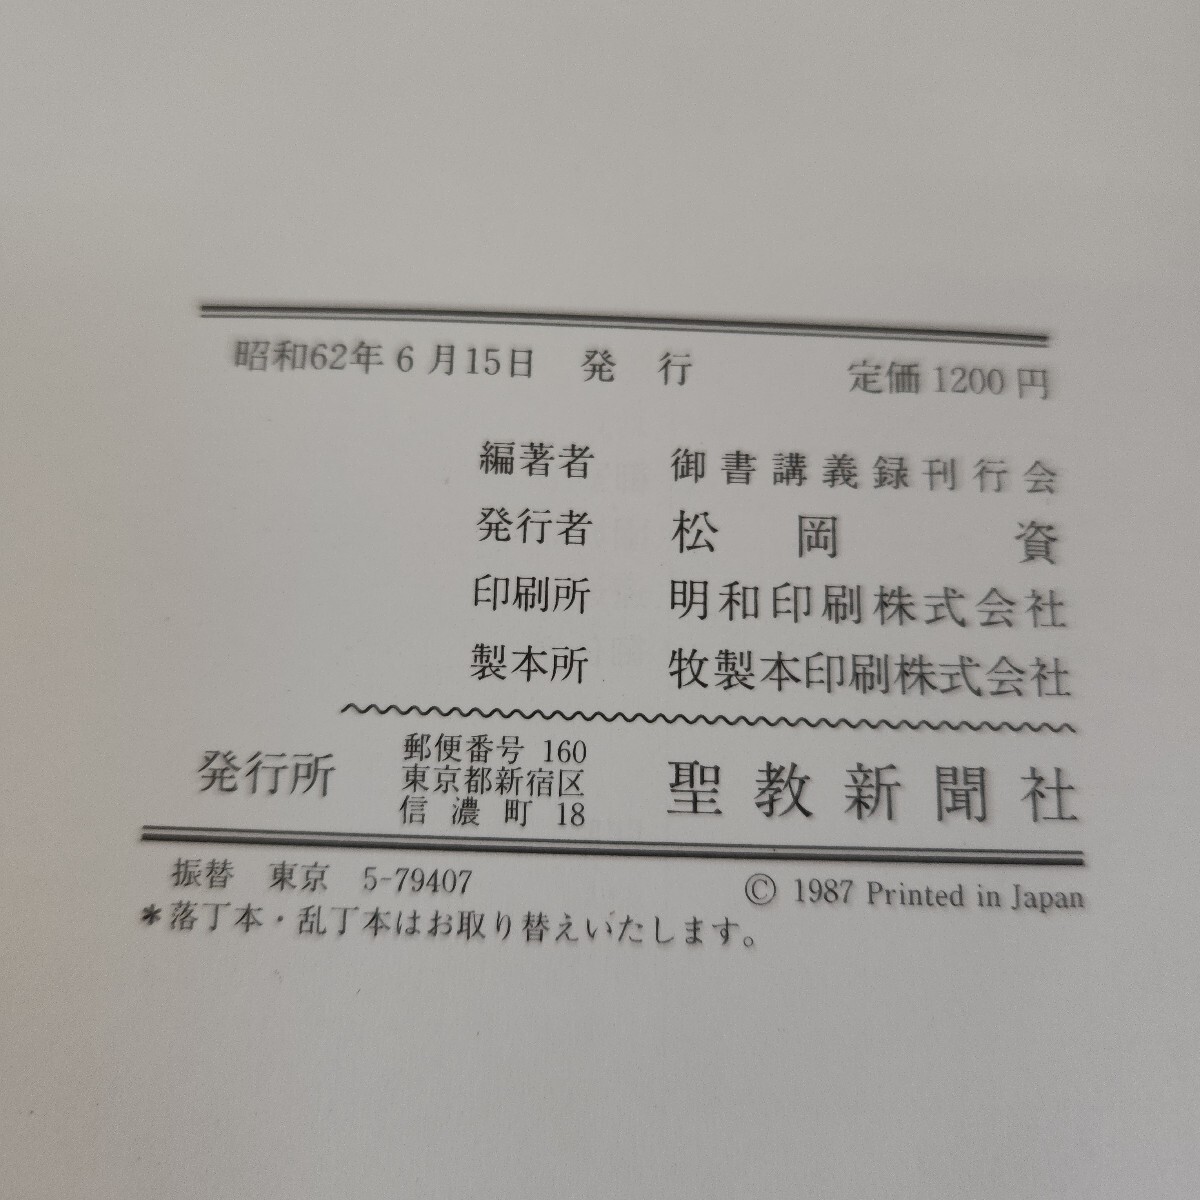 昭和62年6月15日 発行 定価1200円
編著者 御書講義録刊行会
発行者 松岡資
印刷所 明和印刷株式会社
製本所 牧製本印刷株式会社
発行所 郵便番号 160
東京都新宿区
信濃町 18
聖教新聞社
振替 東京 5-79407
© 1987 Printed in Japan
*落丁本・乱丁本はお取り替えいたします。